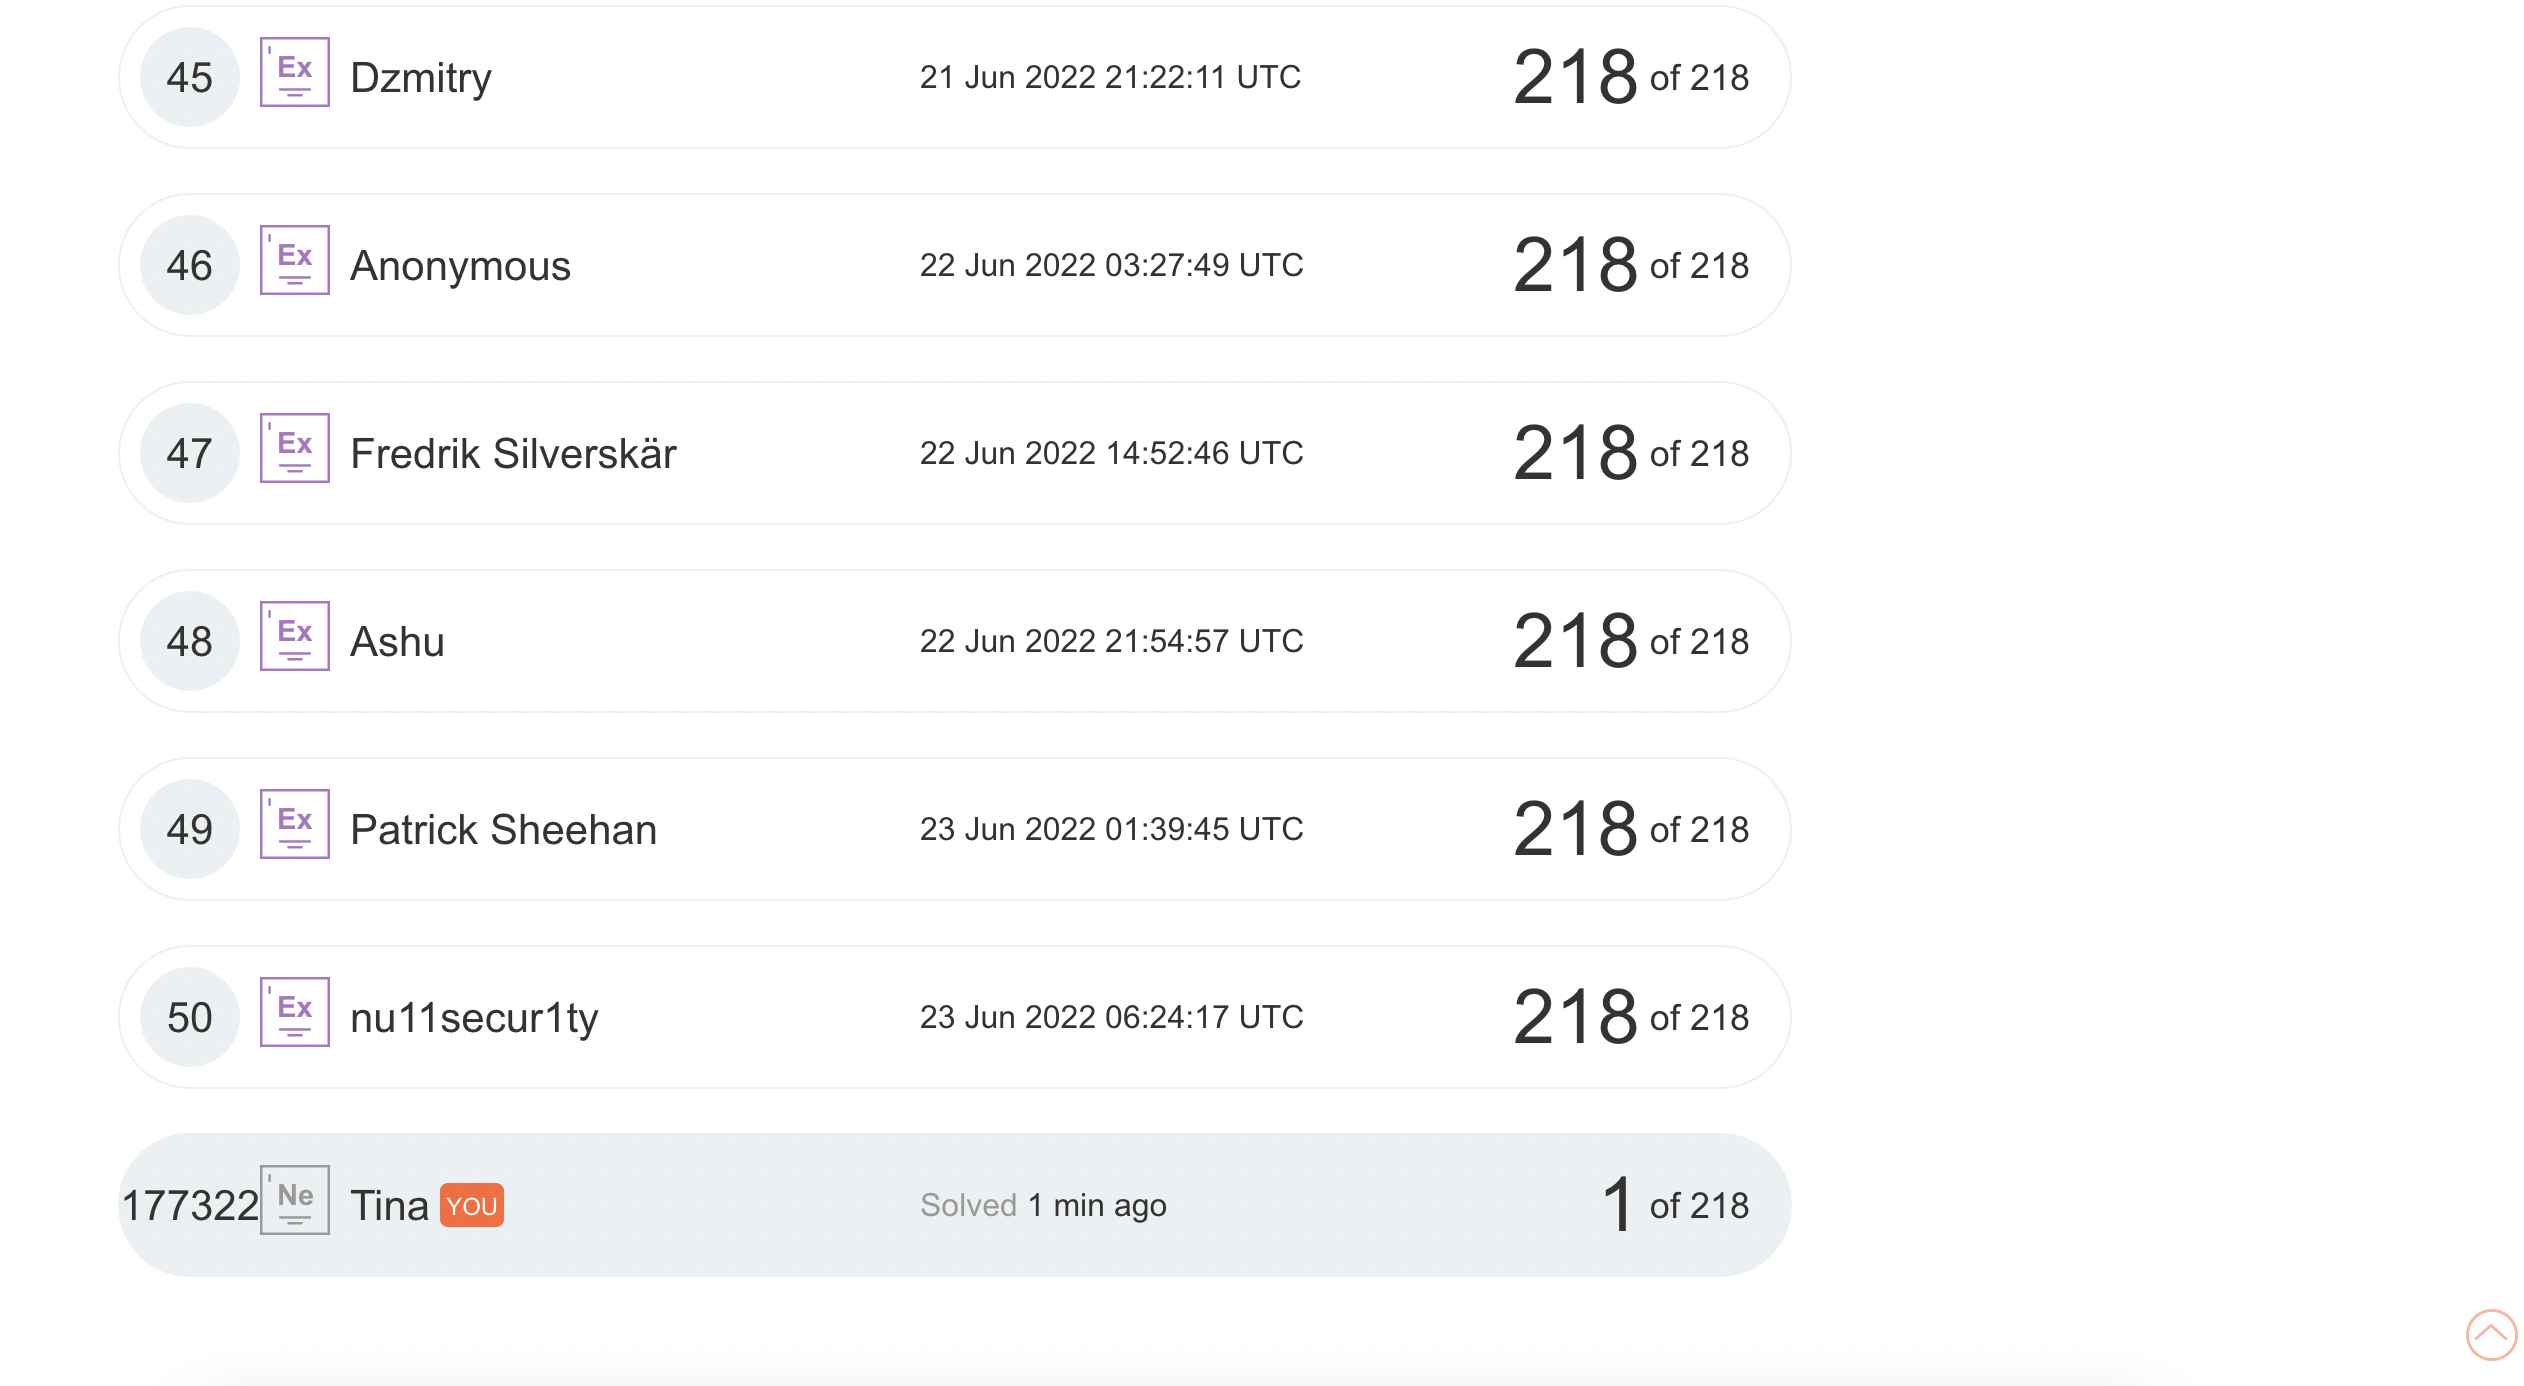 45 Ex Dzmitry 21 Jun 2022 21:22:11 UTC 218 of 218
46 Ex Anonymous 22 Jun 2022 03:27:49 UTC 218 of 218
47 Ex Fredrik Silverskär 22 Jun 2022 14:52:46 UTC 218 of 218
48 Ex Ashu 22 Jun 2022 21:54:57 UTC 218 of 218
49 Ex Patrick Sheehan 23 Jun 2022 01:39:45 UTC 218 of 218
50 Ex nu11secur1ty 23 Jun 2022 06:24:17 UTC 218 of 218
177322 Ne Tina YOU Solved 1 min ago 1 of 218